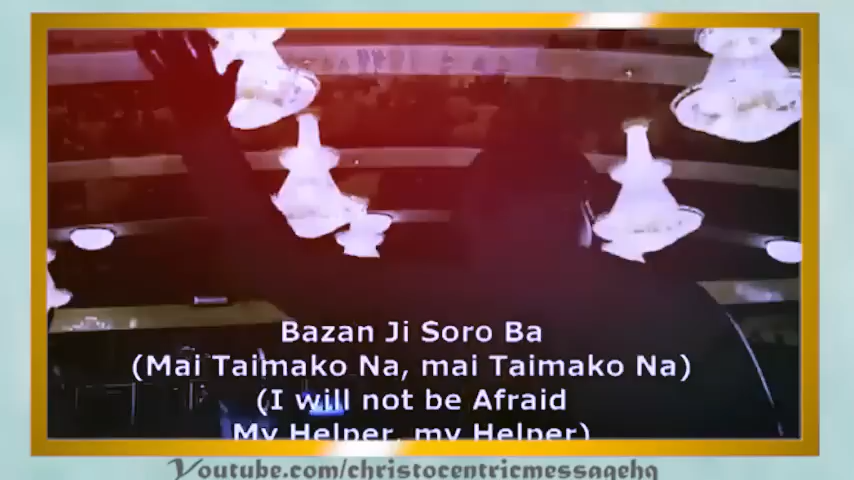 Bazan Ji Soro Ba
(Mai Taimako Na, mai Taimako Na)
(I will not be Afraid
My Helper, my Helper)
Youtube.com/christocentricmessagehq